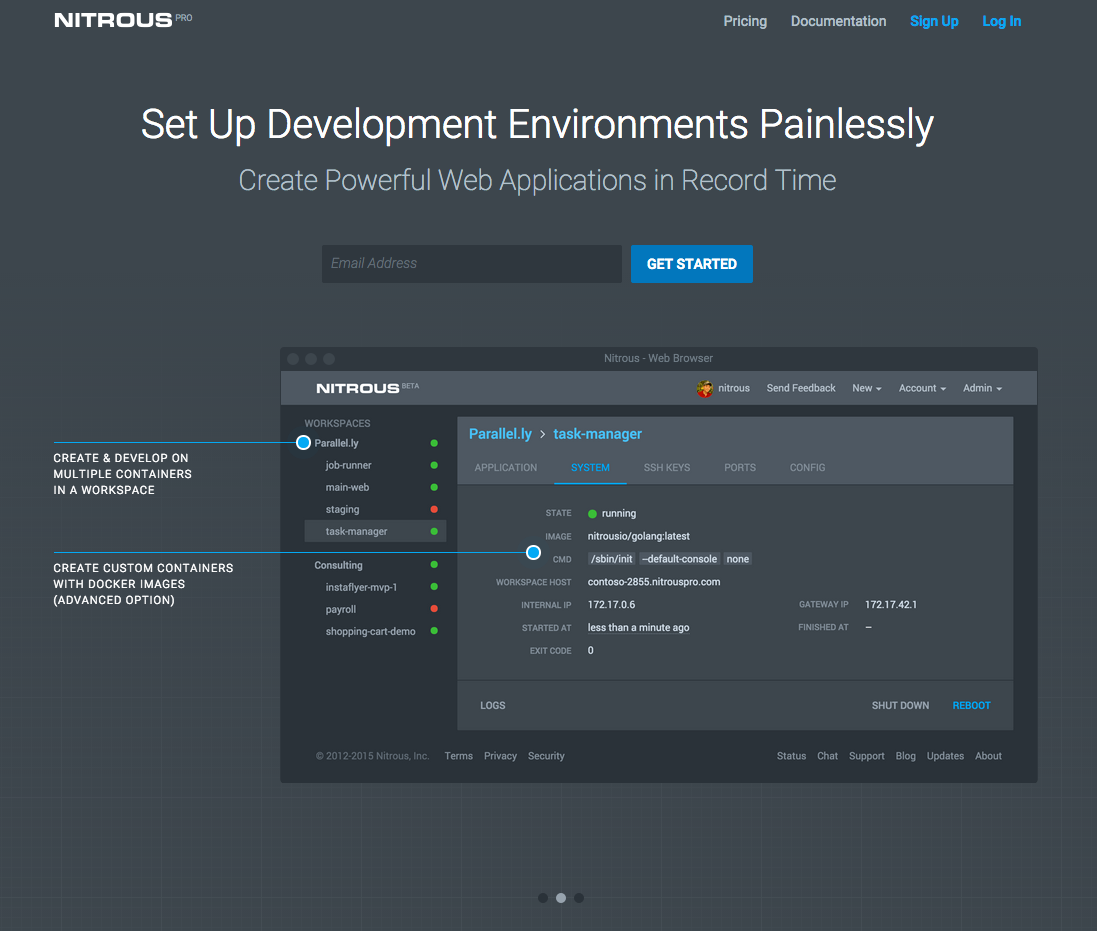 NITROUS PRO
Pricing Documentation Sign Up Log In
Set Up Development Environments Painlessly
Create Powerful Web Applications in Record Time
Email Address GET STARTED
Nitrous - Web Browser
NITROUS BETA nitrous Send Feedback New Account Admin
WORKSPACES
Parallel.ly
job-runner
main-web
staging
task-manager
Consulting
instaflyer-mvp-1
payroll
shopping-cart-demo
CREATE & DEVELOP ON
MULTIPLE CONTAINERS
IN A WORKSPACE
CREATE CUSTOM CONTAINERS
WITH DOCKER IMAGES
(ADVANCED OPTION)
Parallel.ly > task-manager
APPLICATION SYSTEM SSH KEYS PORTS CONFIG
STATE running
IMAGE nitrousio/golang:latest
CMD /sbin/init --default-console none
WORKSPACE HOST contoso-2855.nitrouspro.com
INTERNAL IP 172.17.0.6 GATEWAY IP 172.17.42.1
STARTED AT less than a minute ago FINISHED AT --
EXIT CODE 0
LOGS SHUT DOWN REBOOT
© 2012-2015 Nitrous, Inc. Terms Privacy Security Status Chat Support Blog Updates About